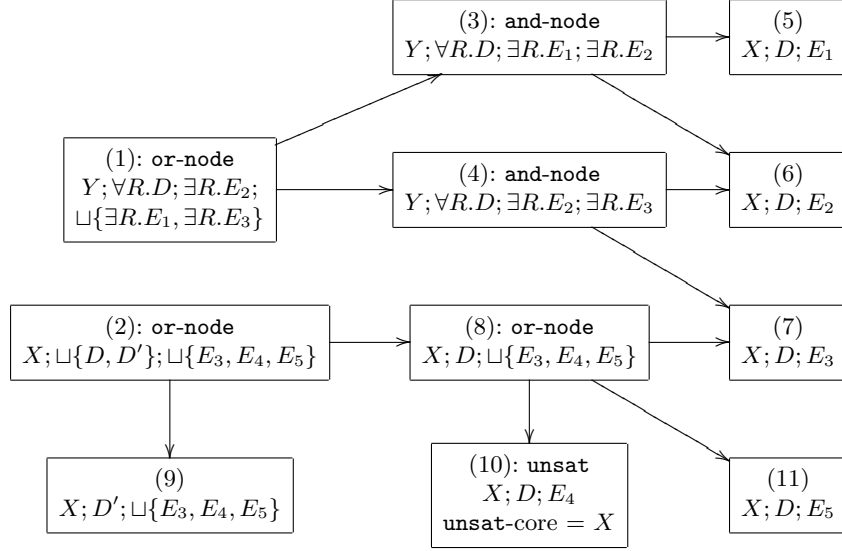 (3): and-node
Y; ∀R.D; ∃R.E₁; ∃R.E₂
(5)
X; D; E₁
(1): or-node
Y; ∀R.D; ∃R.E₂;
⊔{∃R.E₁, ∃R.E₃}
(4): and-node
Y; ∀R.D; ∃R.E₂; ∃R.E₃
(6)
X; D; E₂
(2): or-node
X; ⊔{D, D′}; ⊔{E₃, E₄, E₅}
(8): or-node
X; D; ⊔{E₃, E₄, E₅}
(7)
X; D; E₃
(9)
X; D′; ⊔{E₃, E₄, E₅}
(10): unsat
X; D; E₄
unsat-core = X
(11)
X; D; E₅